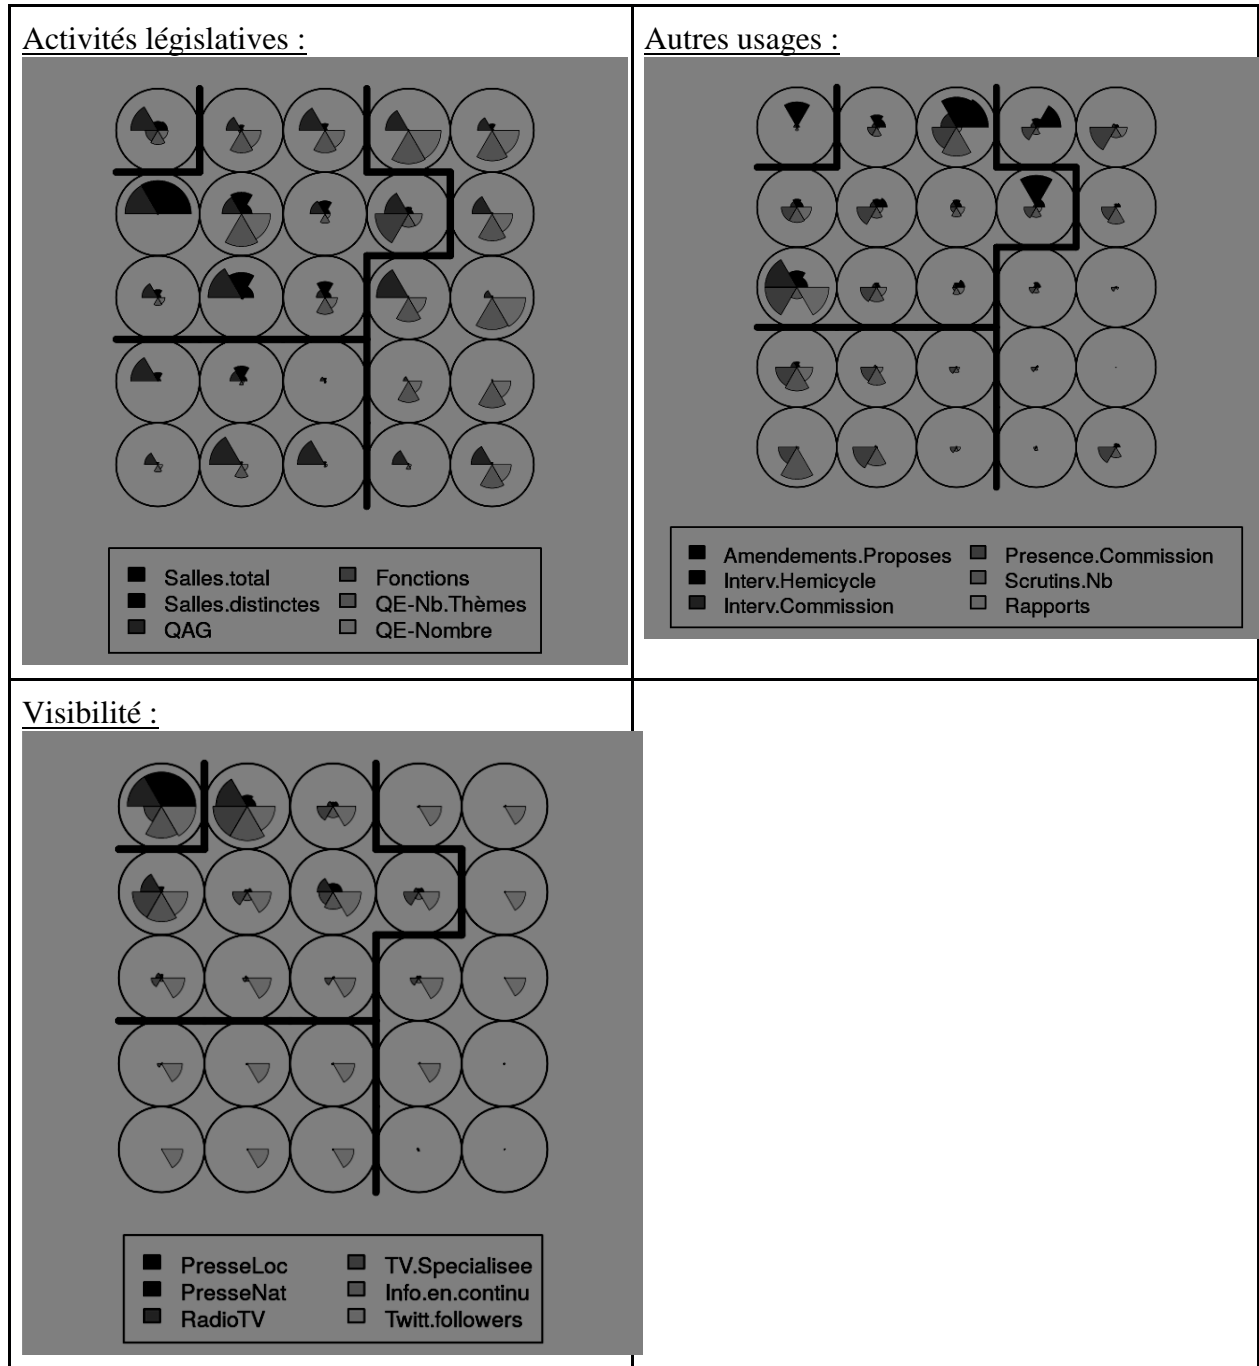 Activités législatives :
Autres usages :
Salles.total
Fonctions
Salles.distinctes
QE-Nb.Thèmes
QAG
QE-Nombre
Amendements.Proposes
Presence.Commission
Interv.Hemicycle
Scrutins.Nb
Interv.Commission
Rapports
Visibilité :
PresseLoc
TV.Specialisee
PresseNat
Info.en.continu
RadioTV
Twitt.followers